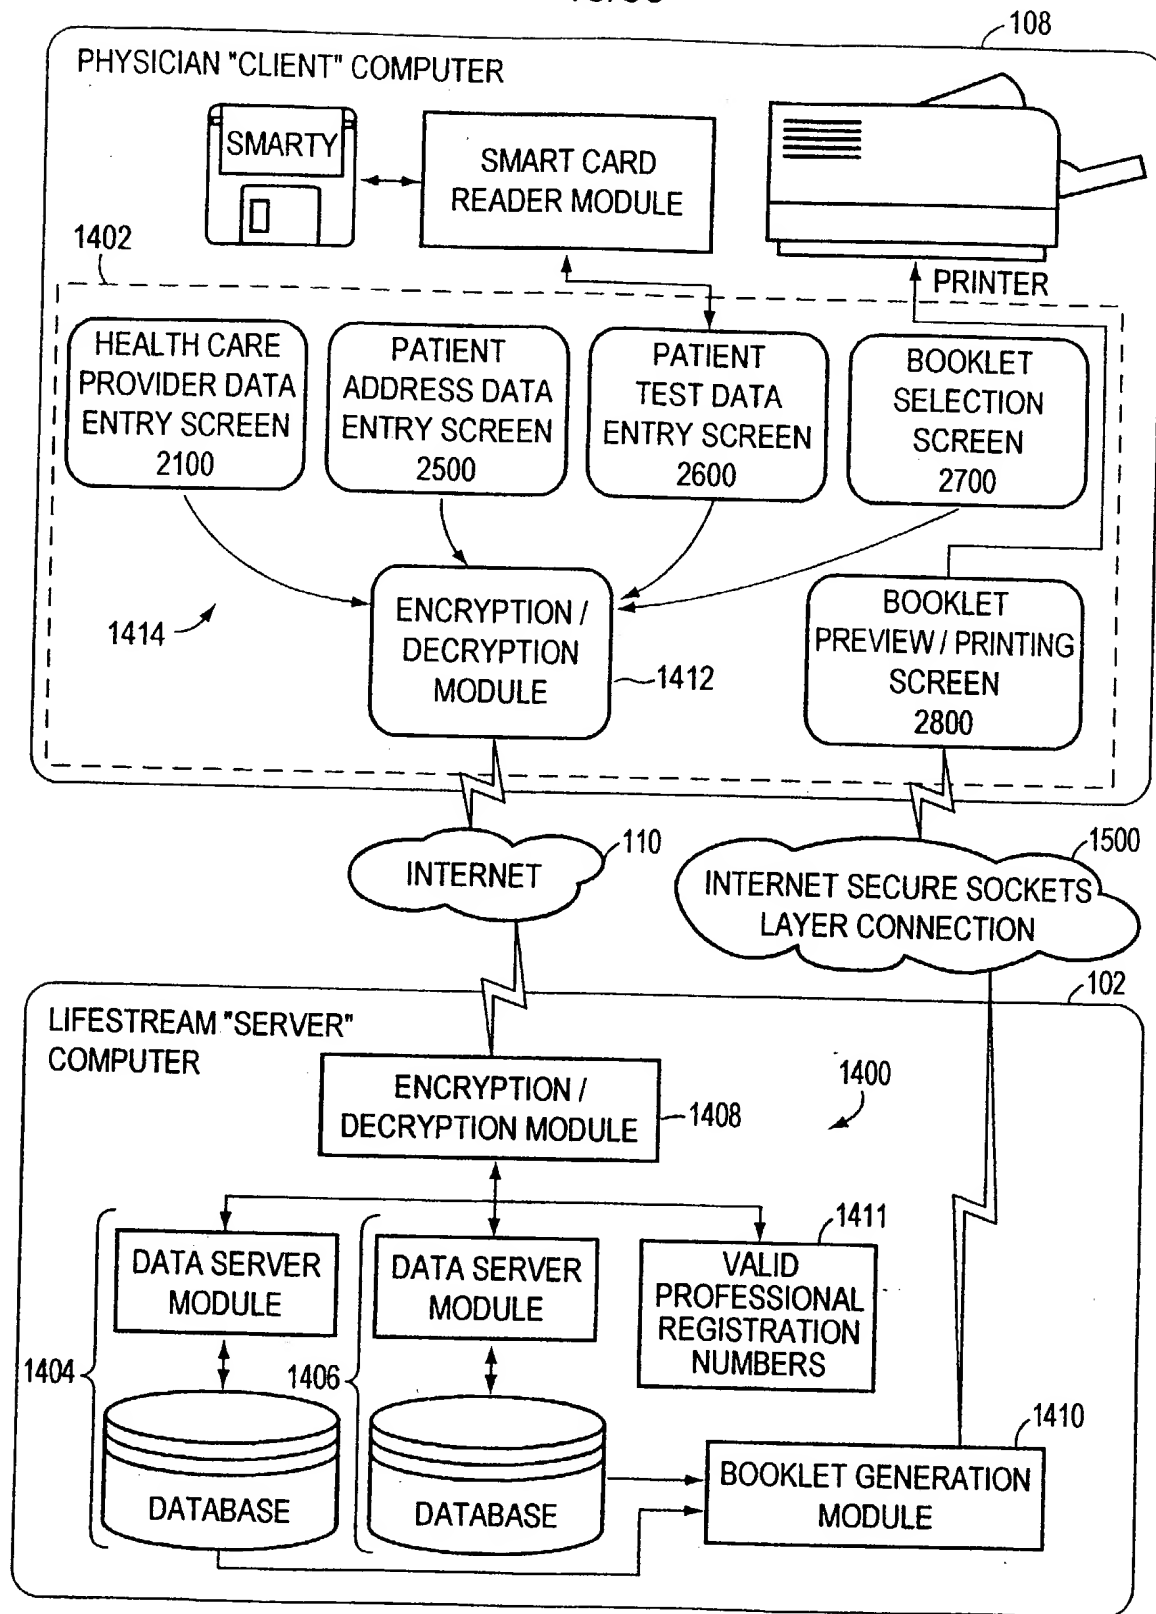 108
PHYSICIAN "CLIENT" COMPUTER
SMARTY
SMART CARD
READER MODULE
1402
PRINTER
HEALTH CARE
PROVIDER DATA
ENTRY SCREEN
2100
PATIENT
ADDRESS DATA
ENTRY SCREEN
2500
PATIENT
TEST DATA
ENTRY SCREEN
2600
BOOKLET
SELECTION
SCREEN
2700
1414
ENCRYPTION /
DECRYPTION
MODULE
1412
BOOKLET
PREVIEW / PRINTING
SCREEN
2800
INTERNET
110
1500
INTERNET SECURE SOCKETS
LAYER CONNECTION
102
LIFESTREAM "SERVER"
COMPUTER
ENCRYPTION /
DECRYPTION MODULE
1408
1400
DATA SERVER
MODULE
DATA SERVER
MODULE
1411
VALID
PROFESSIONAL
REGISTRATION
NUMBERS
1404
1406
DATABASE
DATABASE
1410
BOOKLET GENERATION
MODULE